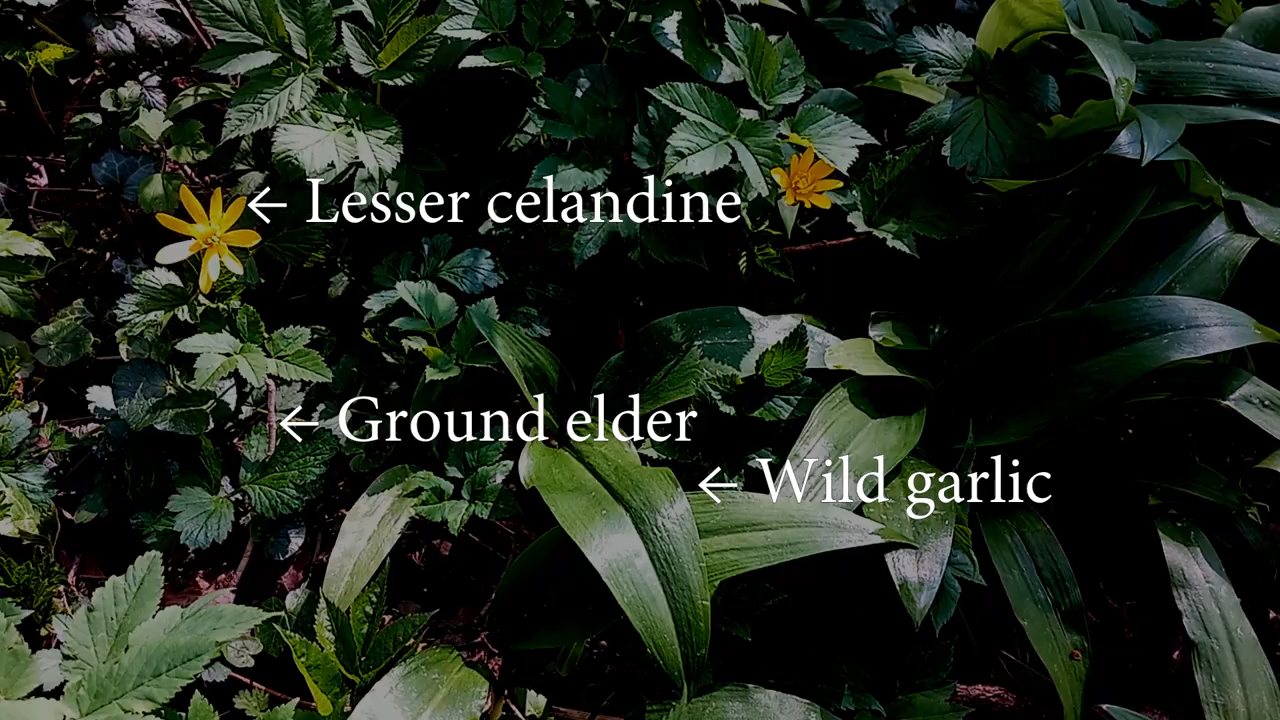 ← Lesser celandine
← Ground elder
← Wild garlic